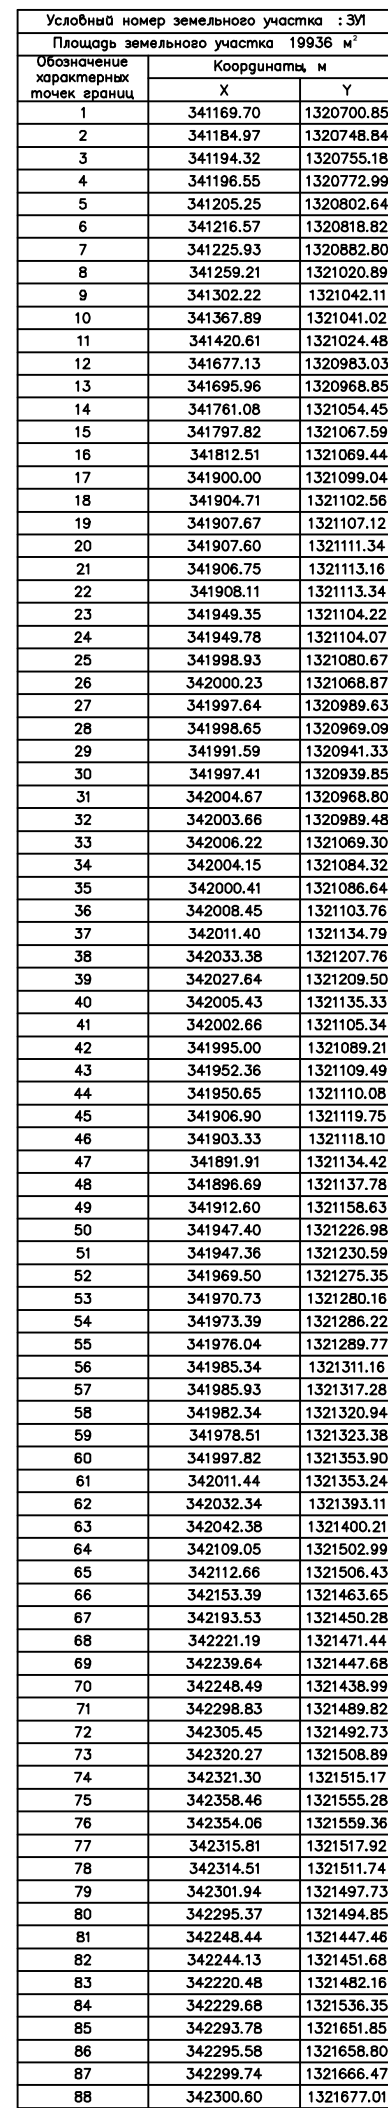 Условный номер земельного участка :ЗУ1
Площадь земельного участка 19936 м²
Обозначение характерных точек границ
Координаты, м
X Y
1 341169.70 1320700.85
2 341184.97 1320748.84
3 341194.32 1320755.18
4 341196.55 1320772.99
5 341205.25 1320802.64
6 341216.57 1320818.82
7 341225.93 1320882.80
8 341259.21 1321020.89
9 341302.22 1321042.11
10 341367.89 1321041.02
11 341420.61 1321024.48
12 341677.13 1320983.03
13 341695.96 1320968.85
14 341761.08 1321054.45
15 341797.82 1321067.59
16 341812.51 1321069.44
17 341900.00 1321099.04
18 341904.71 1321102.56
19 341907.67 1321107.12
20 341907.60 1321111.34
21 341906.75 1321113.16
22 341908.11 1321113.34
23 341949.35 1321104.22
24 341949.78 1321104.07
25 341998.93 1321080.67
26 342000.23 1321068.87
27 341997.64 1320989.63
28 341998.65 1320969.09
29 341991.59 1320941.33
30 341997.41 1320939.85
31 342004.67 1320968.80
32 342003.66 1320989.48
33 342006.22 1321069.30
34 342004.15 1321084.32
35 342000.41 1321086.64
36 342008.45 1321103.76
37 342011.40 1321134.79
38 342033.38 1321207.76
39 342027.64 1321209.50
40 342005.43 1321135.33
41 342002.66 1321105.34
42 341995.00 1321089.21
43 341952.36 1321109.49
44 341950.65 1321110.08
45 341906.90 1321119.75
46 341903.33 1321118.10
47 341891.91 1321134.42
48 341896.69 1321137.78
49 341912.60 1321158.63
50 341947.40 1321226.98
51 341947.36 1321230.59
52 341969.50 1321275.35
53 341970.73 1321280.16
54 341973.39 1321286.22
55 341976.04 1321289.77
56 341985.34 1321311.16
57 341985.93 1321317.28
58 341982.34 1321320.94
59 341978.51 1321323.38
60 341997.82 1321353.90
61 342011.44 1321353.24
62 342032.34 1321393.11
63 342042.38 1321400.21
64 342109.05 1321502.99
65 342112.66 1321506.43
66 342153.39 1321463.65
67 342193.53 1321450.28
68 342221.19 1321471.44
69 342239.64 1321447.68
70 342248.49 1321438.99
71 342298.83 1321489.82
72 342305.45 1321492.73
73 342320.27 1321508.89
74 342321.30 1321515.17
75 342358.46 1321555.28
76 342354.06 1321559.36
77 342315.81 1321517.92
78 342314.51 1321511.74
79 342301.94 1321497.73
80 342295.37 1321494.85
81 342248.44 1321447.46
82 342244.13 1321451.68
83 342220.48 1321482.16
84 342229.68 1321536.35
85 342293.78 1321651.85
86 342295.58 1321658.80
87 342299.74 1321666.47
88 342300.60 1321677.01